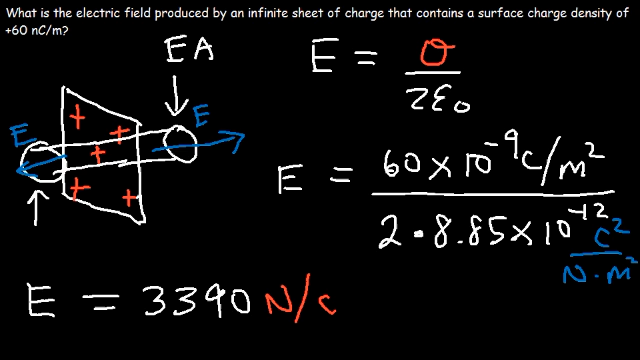 What is the electric field produced by an infinite sheet of charge that contains a surface charge density of
+60 nC/m?
EA
E = σ / 2ε₀
E
E
+ + + + +
E = 60 × 10⁻⁹ C/m² / 2 · 8.85 × 10⁻¹² C² / N · m²
E = 3390 N/C